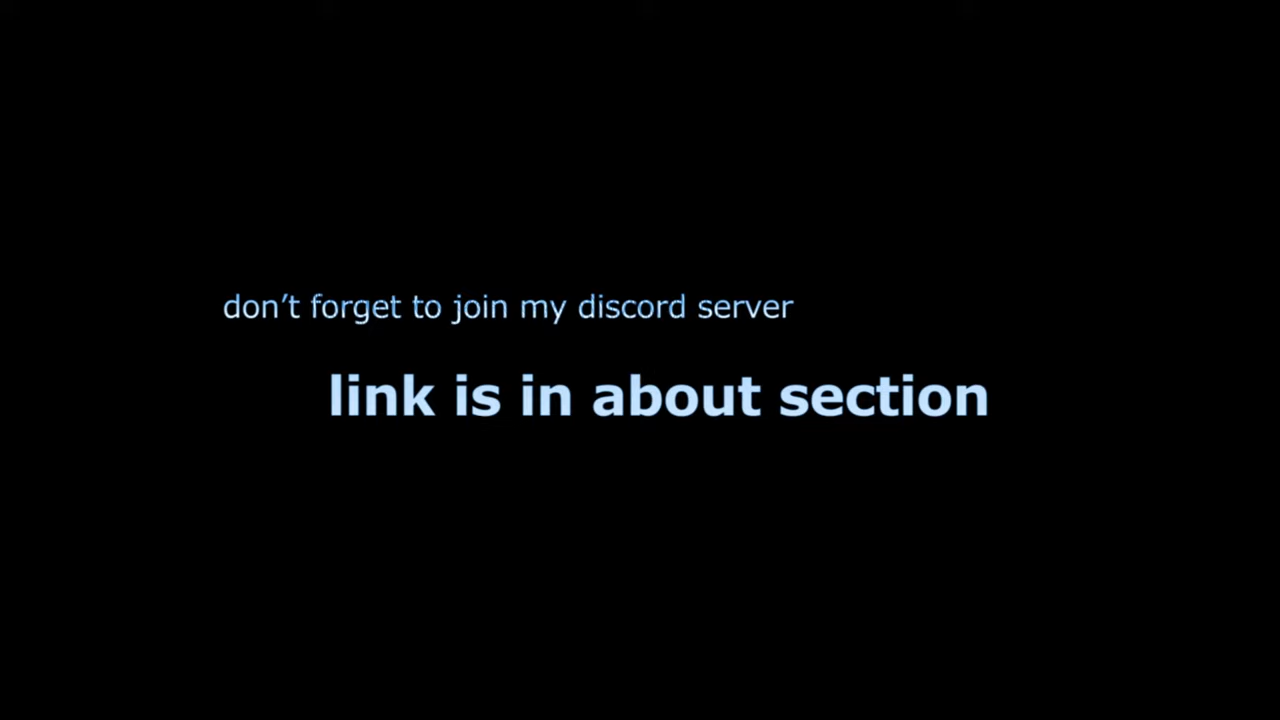 don’t forget to join my discord server
link is in about section